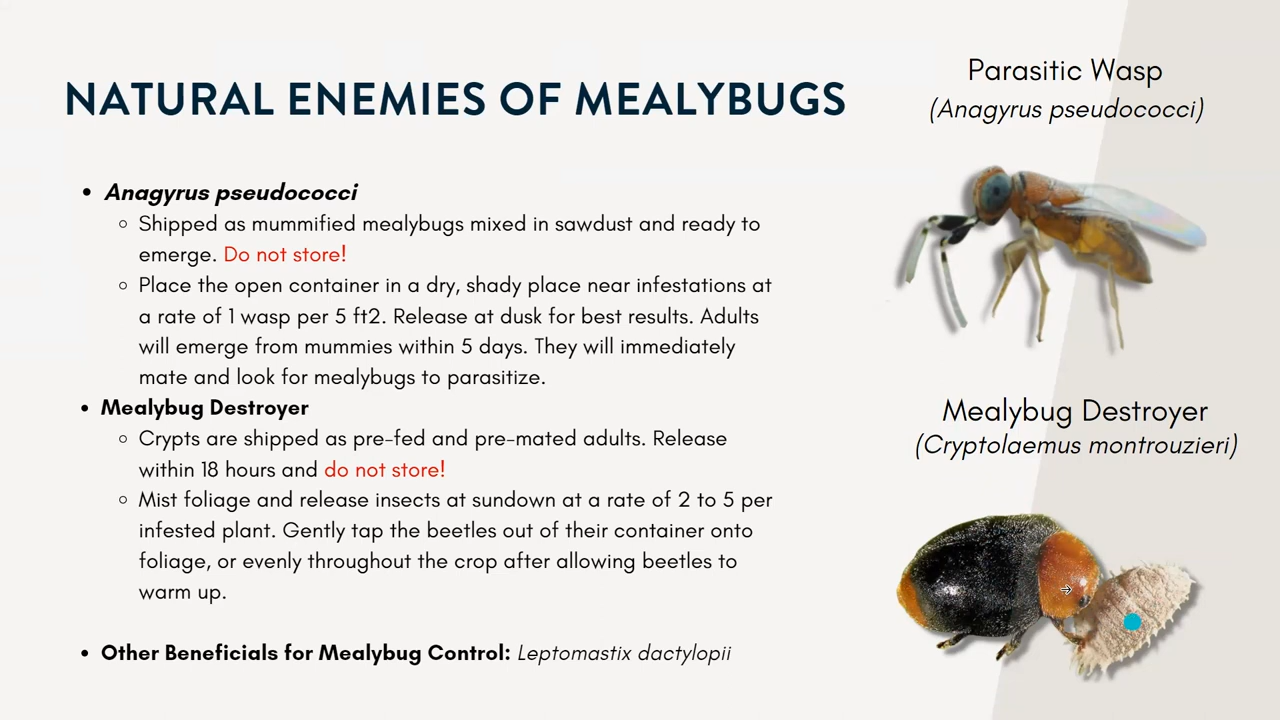 NATURAL ENEMIES OF MEALYBUGS
• Anagyrus pseudococci
○ Shipped as mummified mealybugs mixed in sawdust and ready to
emerge. Do not store!
○ Place the open container in a dry, shady place near infestations at
a rate of 1 wasp per 5 ft2. Release at dusk for best results. Adults
will emerge from mummies within 5 days. They will immediately
mate and look for mealybugs to parasitize.
• Mealybug Destroyer
○ Crypts are shipped as pre-fed and pre-mated adults. Release
within 18 hours and do not store!
○ Mist foliage and release insects at sundown at a rate of 2 to 5 per
infested plant. Gently tap the beetles out of their container onto
foliage, or evenly throughout the crop after allowing beetles to
warm up.
• Other Beneficials for Mealybug Control: Leptomastix dactylopii
Parasitic Wasp
(Anagyrus pseudococci)
Mealybug Destroyer
(Cryptolaemus montrouzieri)